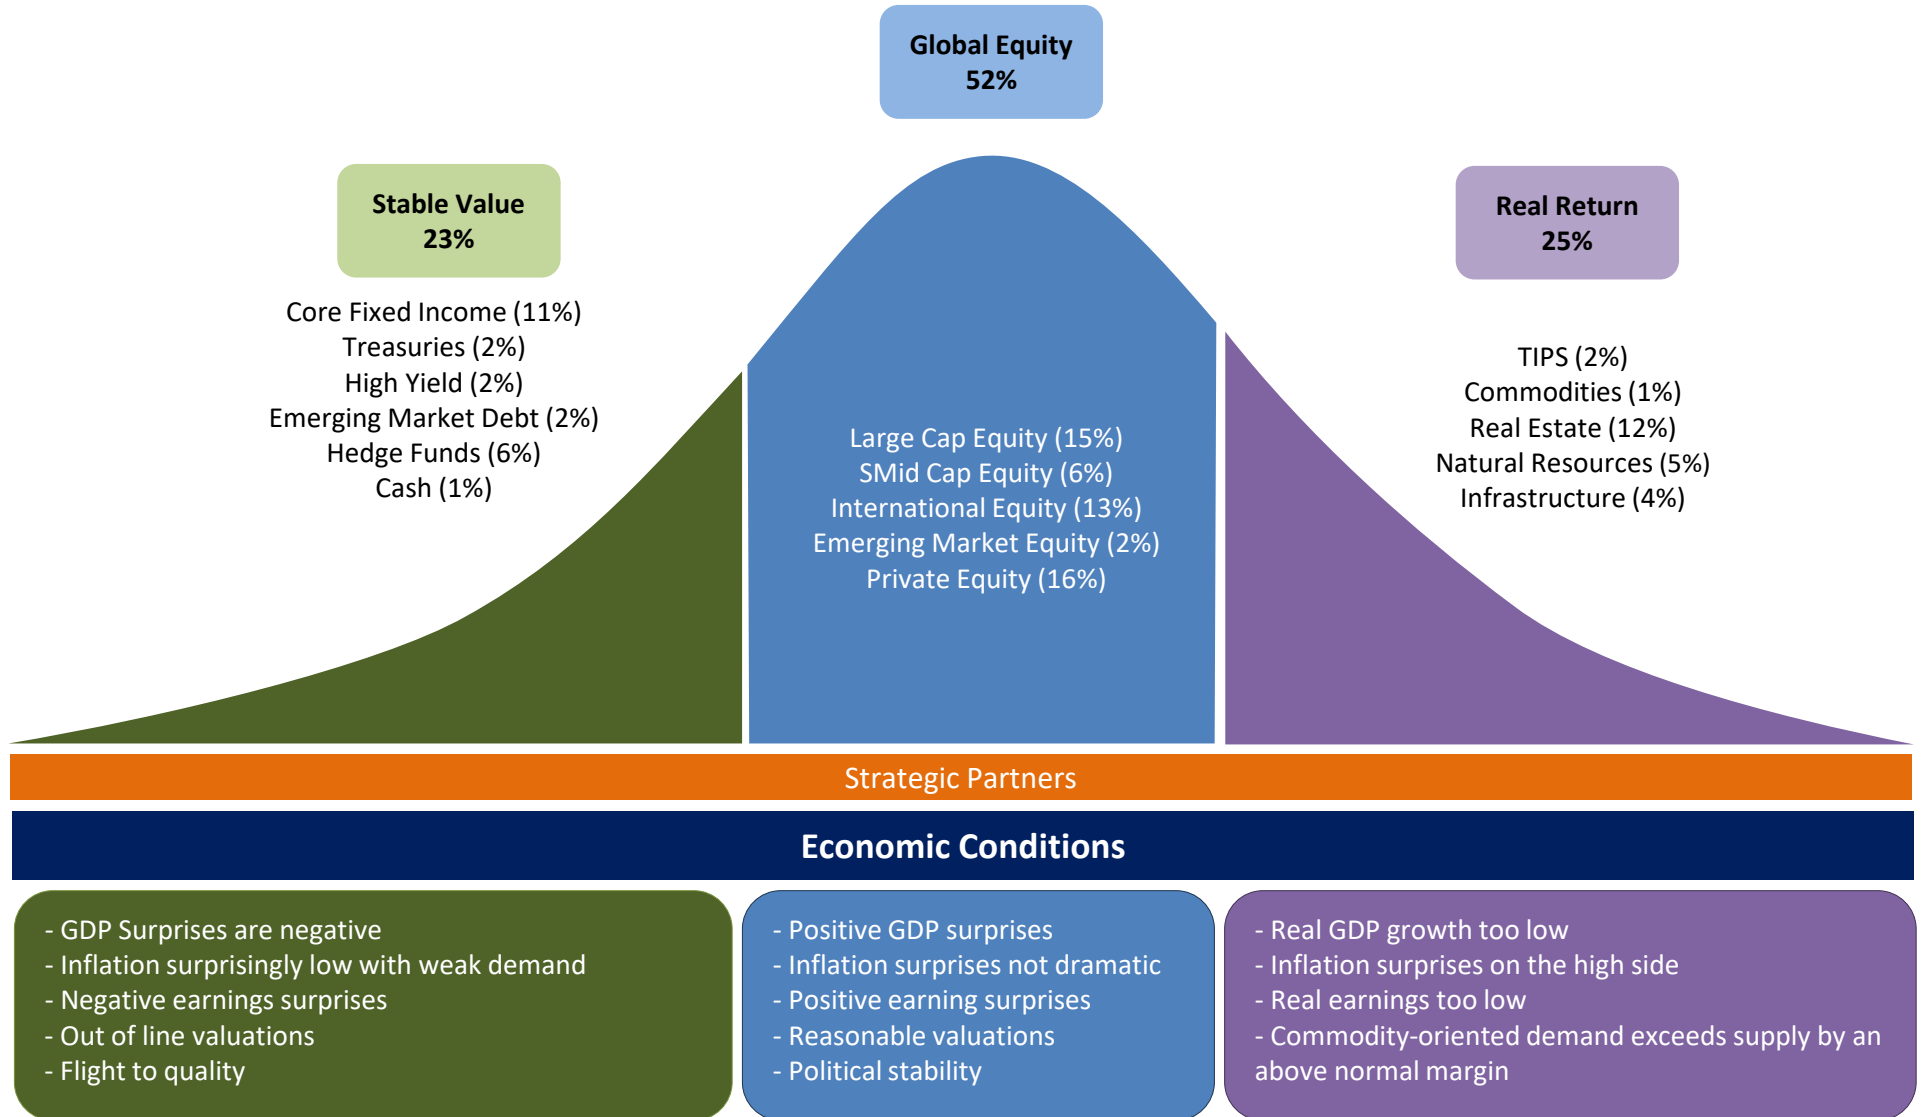 Global Equity
52%
Stable Value
23%
Core Fixed Income (11%)
Treasuries (2%)
High Yield (2%)
Emerging Market Debt (2%)
Hedge Funds (6%)
Cash (1%)
Large Cap Equity (15%)
SMid Cap Equity (6%)
International Equity (13%)
Emerging Market Equity (2%)
Private Equity (16%)
Real Return
25%
TIPS (2%)
Commodities (1%)
Real Estate (12%)
Natural Resources (5%)
Infrastructure (4%)
Strategic Partners
Economic Conditions
- GDP Surprises are negative
- Inflation surprisingly low with weak demand
- Negative earnings surprises
- Out of line valuations
- Flight to quality
- Positive GDP surprises
- Inflation surprises not dramatic
- Positive earning surprises
- Reasonable valuations
- Political stability
- Real GDP growth too low
- Inflation surprises on the high side
- Real earnings too low
- Commodity-oriented demand exceeds supply by an
above normal margin